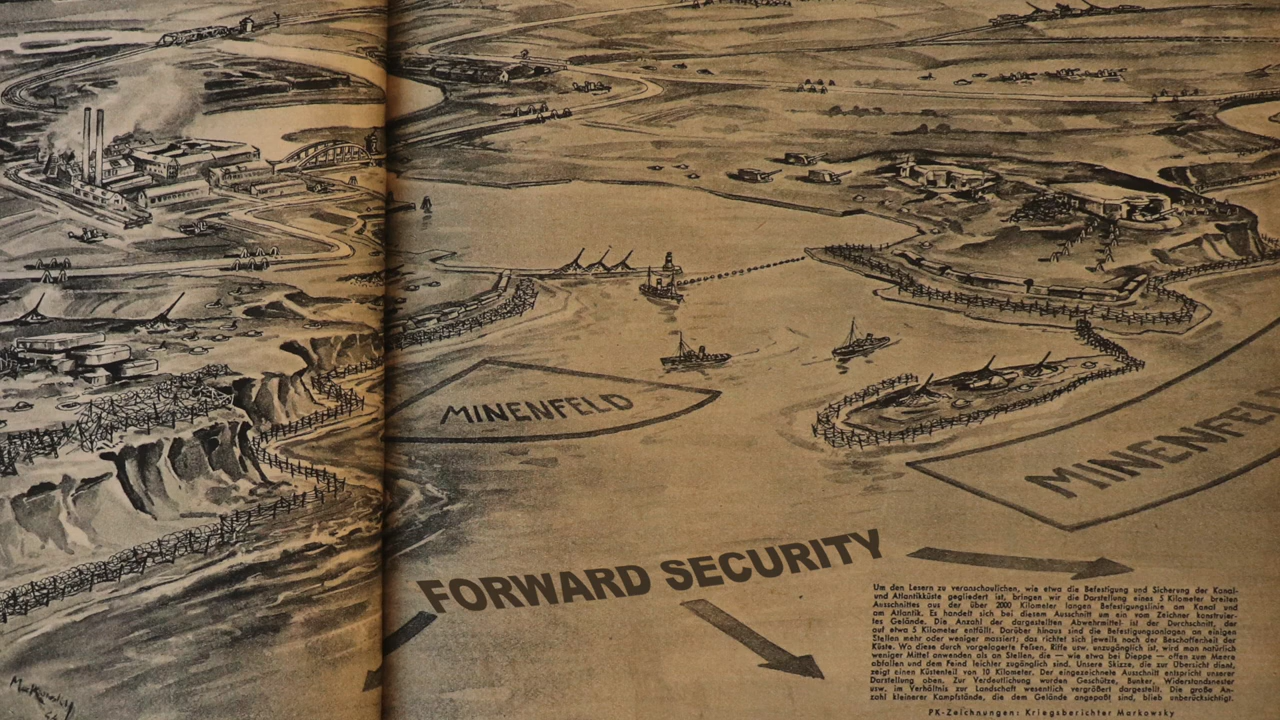 MINENFELD
MINENFEL
FORWARD SECURITY
Um den Lesern zu veranschaulichen, wie etwa die Befestigung und Sicherung der Kanal-
und Atlantikküste gegliedert ist, bringen wir die Darstellung eines 5 Kilometer breiten
Ausschnittes aus der über 2000 Kilometer langen Befestigungslinie am Kanal und
am Atlantik. Es handelt sich bei diesem Ausschnitt um ein vom Zeichner konstruier-
tes Gelände. Die Anzahl der dargestellten Abwehrmittel ist der Durchschnitt, der
auf etwa 5 Kilometer entfällt. Darüber hinaus sind die Befestigungsanlagen an einigen
Stellen mehr oder weniger massiert; das richtet sich jeweils nach der Beschaffenheit der
Küste. Wo diese durch vorgelagerte Felsen, Riffe usw. unzugänglich ist, wird man natürlich
weniger Mittel anwenden als an Stellen, die — wie etwa bei Dieppe — offen zum Meere
abfallen und dem Feind leichter zugänglich sind. Unsere Skizze, die zur Übersicht dient,
zeigt einen Küstenteil von 10 Kilometer. Der eingezeichnete Ausschnitt entspricht unserer
Darstellung oben. Zur Verdeutlichung wurden Geschütze, Bunker, Widerstandsnester
usw. im Verhältnis zur Landschaft wesentlich vergrößert dargestellt. Die große An-
zahl kleinerer Kampfstände, die dem Gelände angepaßt sind, blieb unberücksichtigt.
PK-Zeichnungen: Kriegsberichter Markowsky
Markowsky